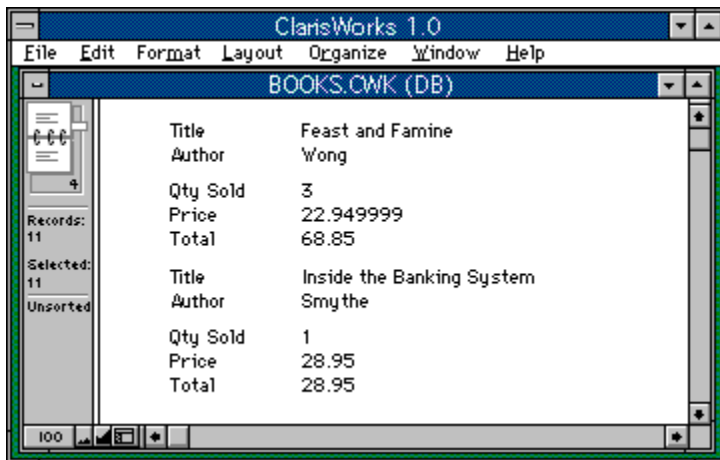 ClarisWorks 1.0
File Edit Format Layout Organize Window Help
BOOKS.CWK (DB)
4
Records:
11
Selected:
11
Unsorted
Title Feast and Famine
Author Wong
Qty Sold 3
Price 22.949999
Total 68.85
Title Inside the Banking System
Author Smythe
Qty Sold 1
Price 28.95
Total 28.95
100